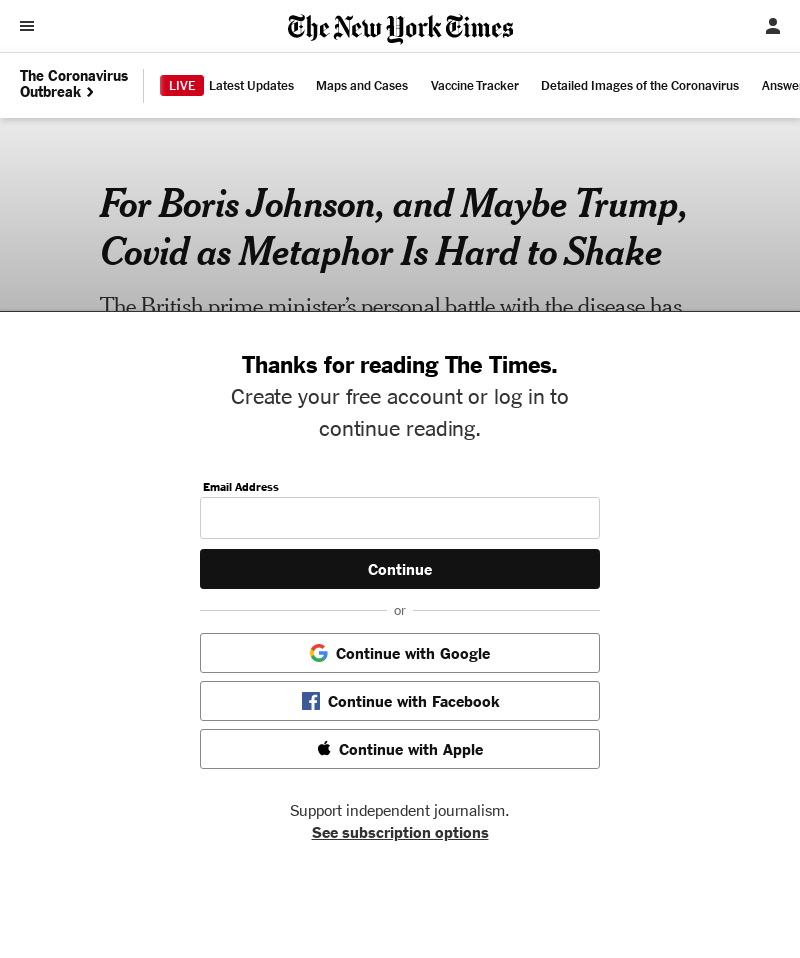 The New York Times
The Coronavirus
Outbreak
LIVE Latest Updates Maps and Cases Vaccine Tracker Detailed Images of the Coronavirus
For Boris Johnson, and Maybe Trump,
Covid as Metaphor Is Hard to Shake
The British prime minister’s personal battle with the disease has
Thanks for reading The Times.
Create your free account or log in to
continue reading.
Email Address
Continue
or
Continue with Google
Continue with Facebook
Continue with Apple
Support independent journalism.
See subscription options